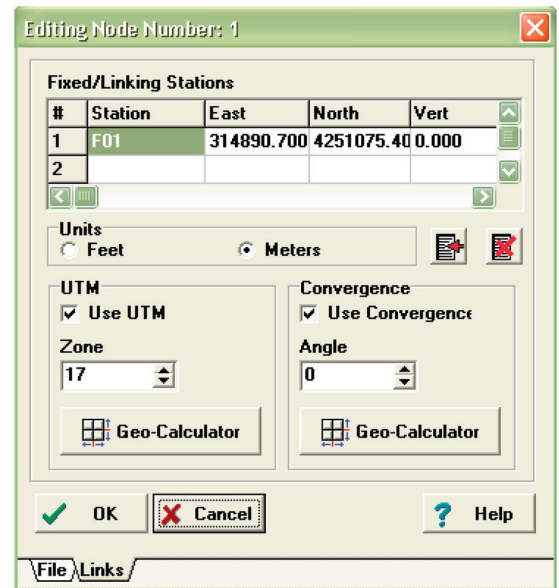 Editing Node Number: 1
Fixed/Linking Stations
# Station East North Vert
1 F01 314890.700 4251075.40 0.000
2
Units
Feet Meters
UTM Convergence
Use UTM Use Convergence
Zone Angle
17 0
Geo-Calculator Geo-Calculator
OK Cancel Help
File Links